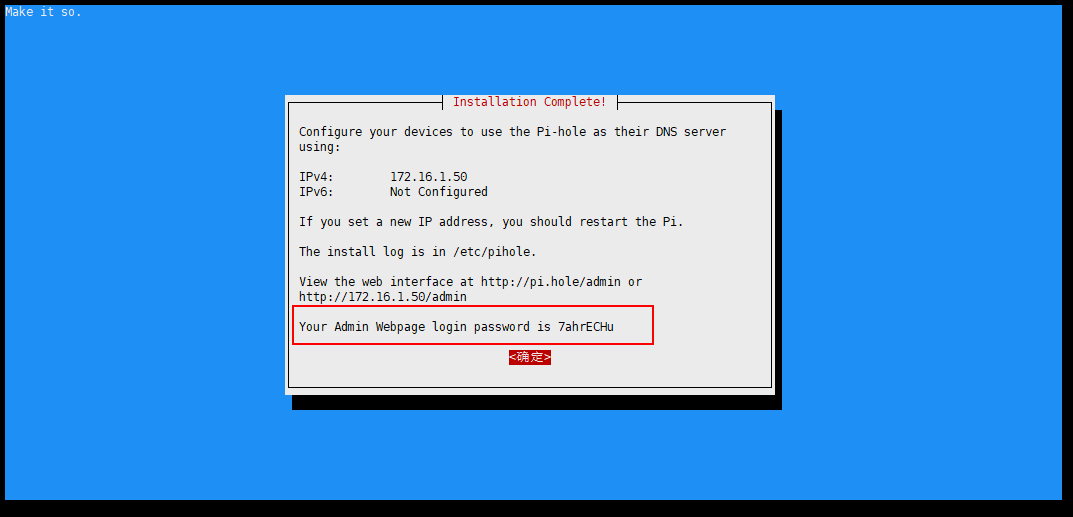 Make it so.
Installation Complete!
Configure your devices to use the Pi-hole as their DNS server
using:
IPv4: 172.16.1.50
IPv6: Not Configured
If you set a new IP address, you should restart the Pi.
The install log is in /etc/pihole.
View the web interface at http://pi.hole/admin or
http://172.16.1.50/admin
Your Admin Webpage login password is 7ahrECHu
<确定>